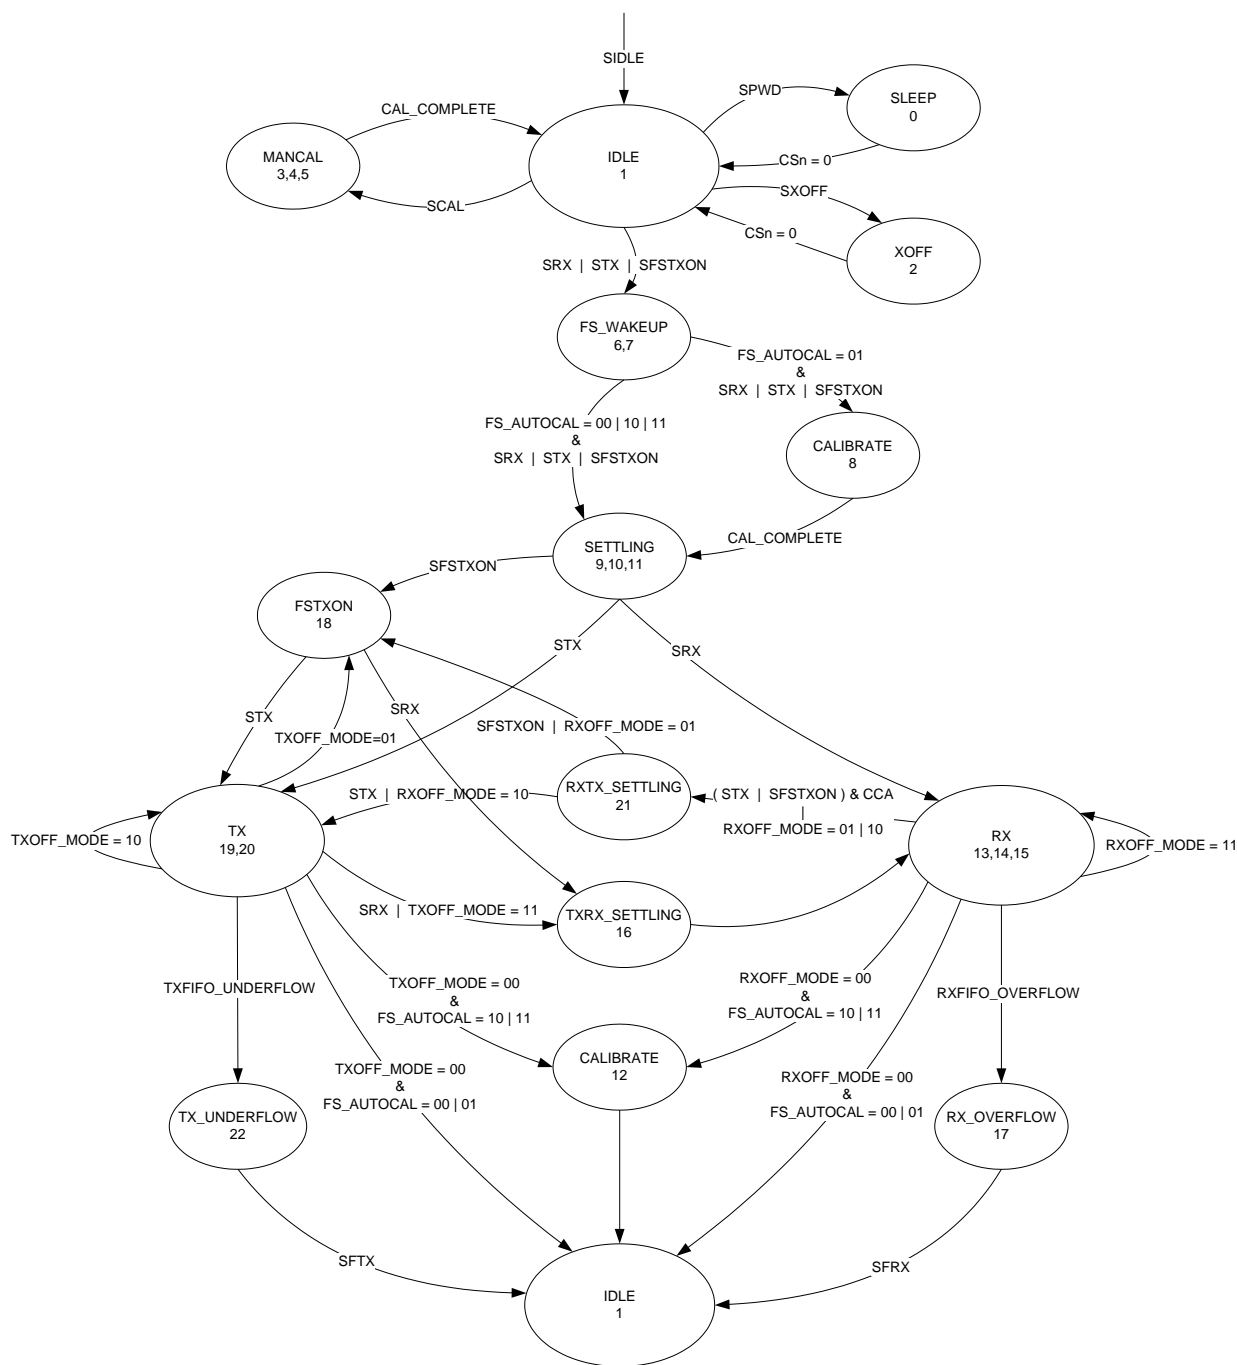 SIDLE
SPWD
SLEEP
0
CAL_COMPLETE
MANCAL
3,4,5
IDLE
1
CSn = 0
SCAL
SXOFF
CSn = 0
XOFF
2
SRX | STX | SFSTXON
FS_WAKEUP
6,7
FS_AUTOCAL = 01
&
SRX | STX | SFSTXON
FS_AUTOCAL = 00 | 10 | 11
&
SRX | STX | SFSTXON
CALIBRATE
8
CAL_COMPLETE
SETTLING
9,10,11
SFSTXON
FSTXON
18
STX
SRX
STX
SRX
TXOFF_MODE=01
SFSTXON | RXOFF_MODE = 01
RXTX_SETTLING
21
STX | RXOFF_MODE = 10
( STX | SFSTXON ) & CCA
|
RXOFF_MODE = 01 | 10
TXOFF_MODE = 10
TX
19,20
RX
13,14,15
RXOFF_MODE = 11
SRX | TXOFF_MODE = 11
TXRX_SETTLING
16
TXFIFO_UNDERFLOW
TXOFF_MODE = 00
&
FS_AUTOCAL = 10 | 11
RXOFF_MODE = 00
&
FS_AUTOCAL = 10 | 11
RXFIFO_OVERFLOW
CALIBRATE
12
TXOFF_MODE = 00
&
FS_AUTOCAL = 00 | 01
RXOFF_MODE = 00
&
FS_AUTOCAL = 00 | 01
TX_UNDERFLOW
22
RX_OVERFLOW
17
SFTX
SFRX
IDLE
1